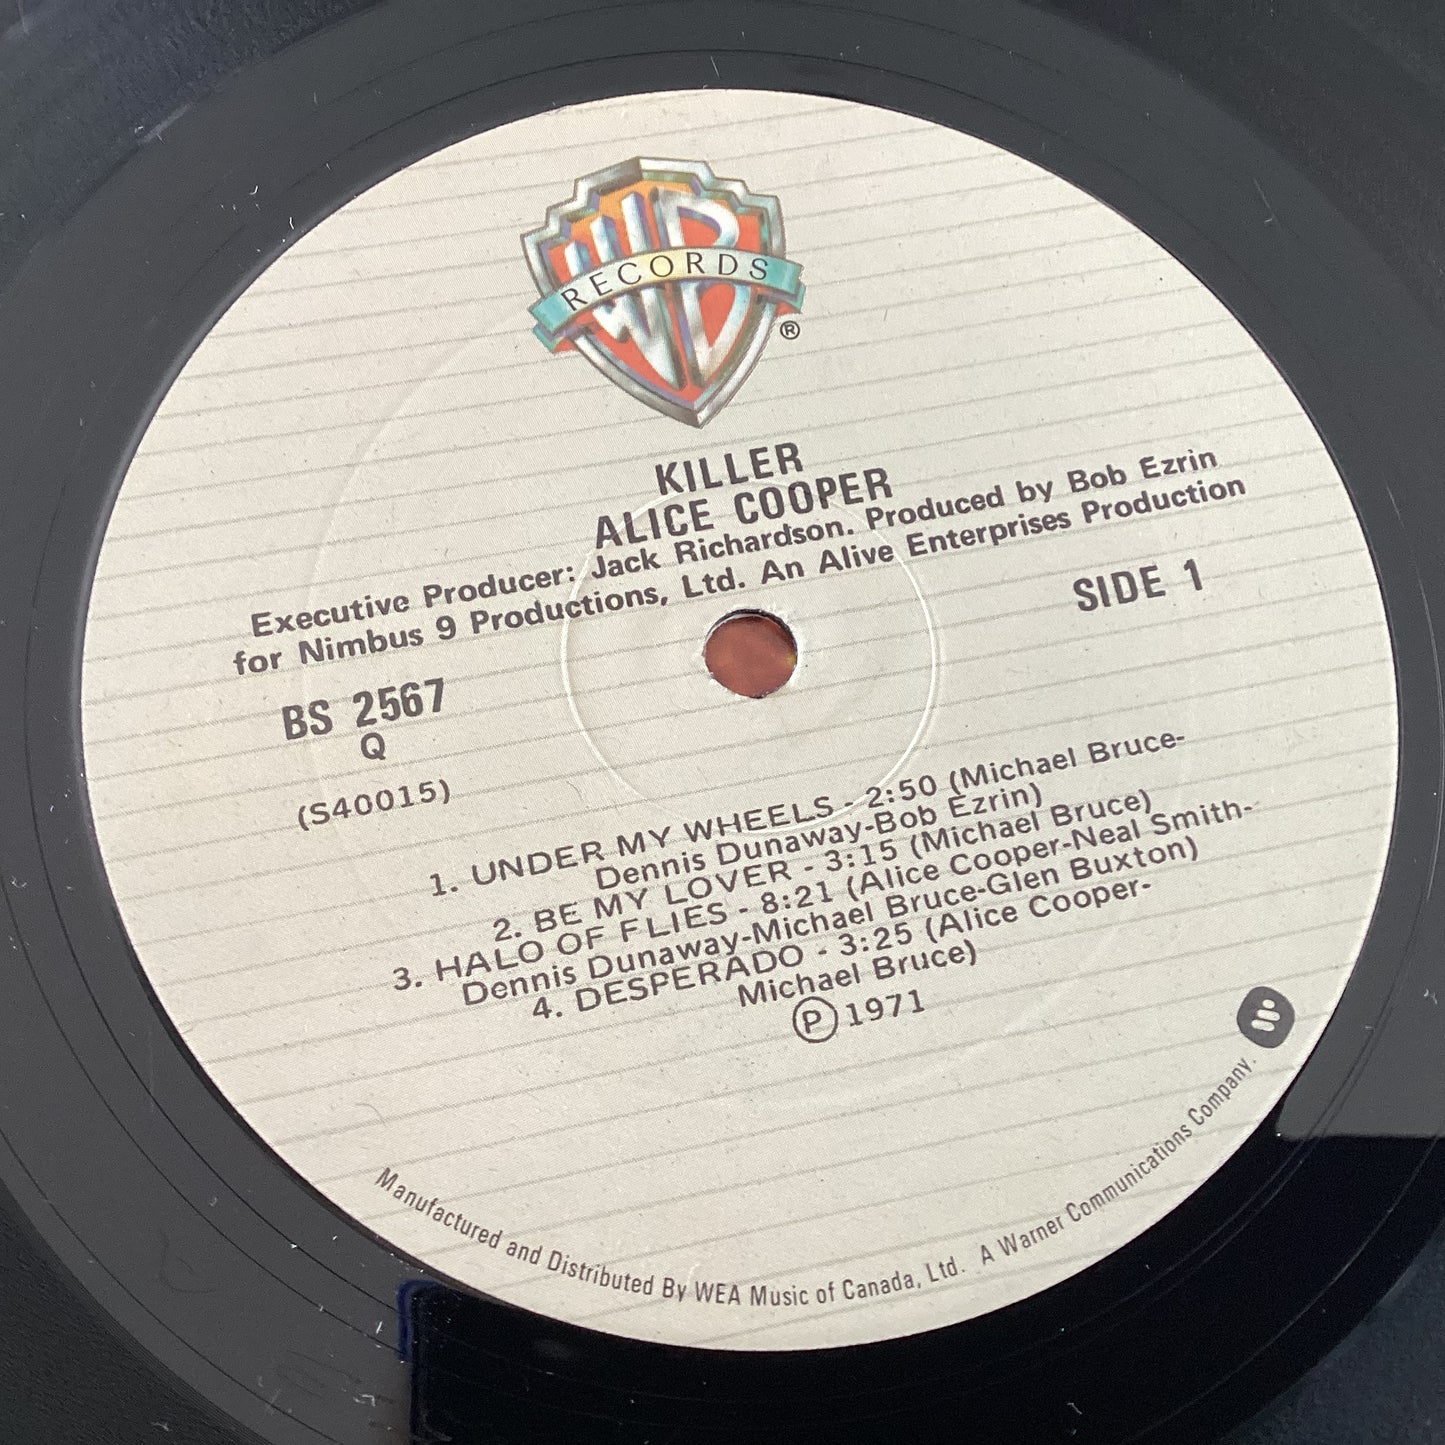 WB
RECORDS
®
KILLER
ALICE COOPER
Executive Producer: Jack Richardson. Produced by Bob Ezrin
for Nimbus 9 Productions, Ltd. An Alive Enterprises Production
SIDE 1
BS 2567
Q
(S40015)
1. UNDER MY WHEELS - 2:50 (Michael Bruce-
Dennis Dunaway-Bob Ezrin)
2. BE MY LOVER - 3:15 (Michael Bruce)
3. HALO OF FLIES - 8:21 (Alice Cooper-Neal Smith-
Dennis Dunaway-Michael Bruce-Glen Buxton)
4. DESPERADO - 3:25 (Alice Cooper-
Michael Bruce)
℗ 1971
Manufactured and Distributed By WEA Music of Canada, Ltd. A Warner Communications Company.